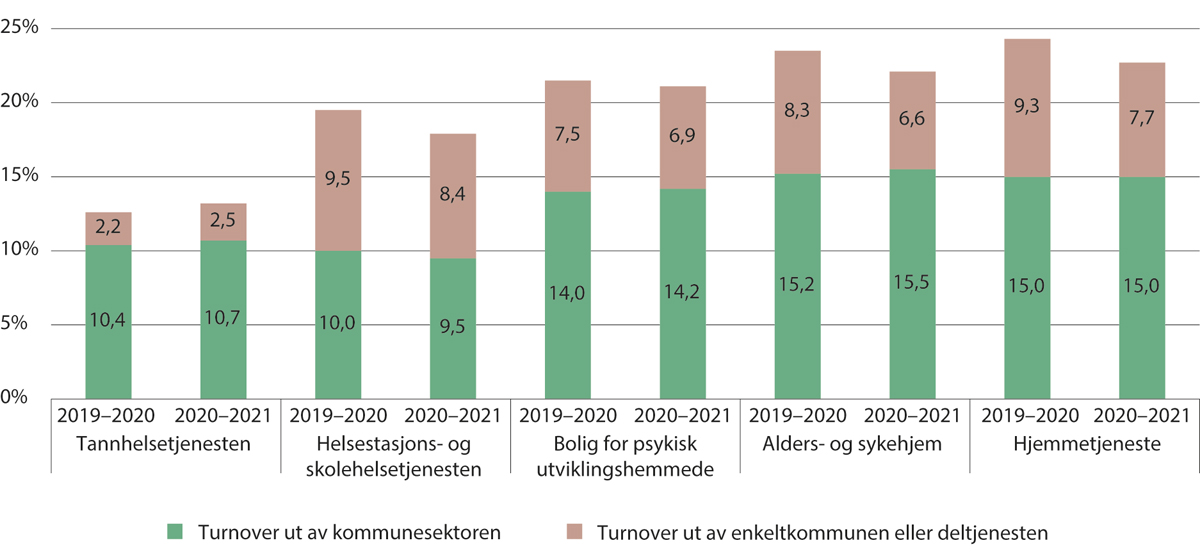 25%
20%
15%
10%
5%
0%
2,2
2,5
9,5
8,4
7,5
6,9
8,3
6,6
9,3
7,7
10,4
10,7
10,0
9,5
14,0
14,2
15,2
15,5
15,0
15,0
2019–2020 2020–2021 2019–2020 2020–2021 2019–2020 2020–2021 2019–2020 2020–2021 2019–2020 2020–2021
Tannhelsetjenesten
Helsestasjons- og
skolehelsetjenesten
Bolig for psykisk
utviklingshemmede
Alders- og sykehjem
Hjemmetjeneste
Turnover ut av kommunesektoren
Turnover ut av enkeltkommunen eller deltjenesten